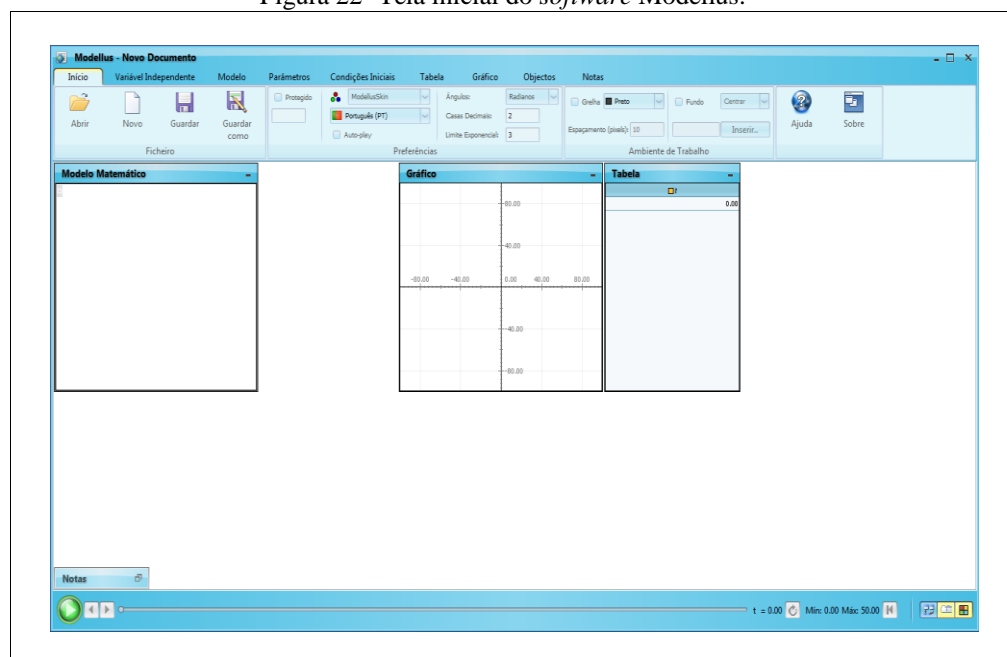 Figura 22- Tela inicial do software Modellus.
Modellus - Novo Documento
Início Variável Independente Modelo Parâmetros Condições Iniciais Tabela Gráfico Objectos Notas
Abrir Novo Guardar Guardar como
Ficheiro
Protegido
ModellusSkin
Português (PT)
Auto-play
Ângulos: Radianos
Casas Decimais: 2
Limite Exponencial: 3
Preferências
Grelha Preto Fundo Centrar
Espaçamento (pixels): 10 Inserir...
Ambiente de Trabalho
Ajuda Sobre
Modelo Matemático
Gráfico
80.00
40.00
-80.00 -40.00 0.00 40.00 80.00
-40.00
-80.00
Tabela
t
0.00
Notas
t = 0.00 Min: 0.00 Máx: 50.00